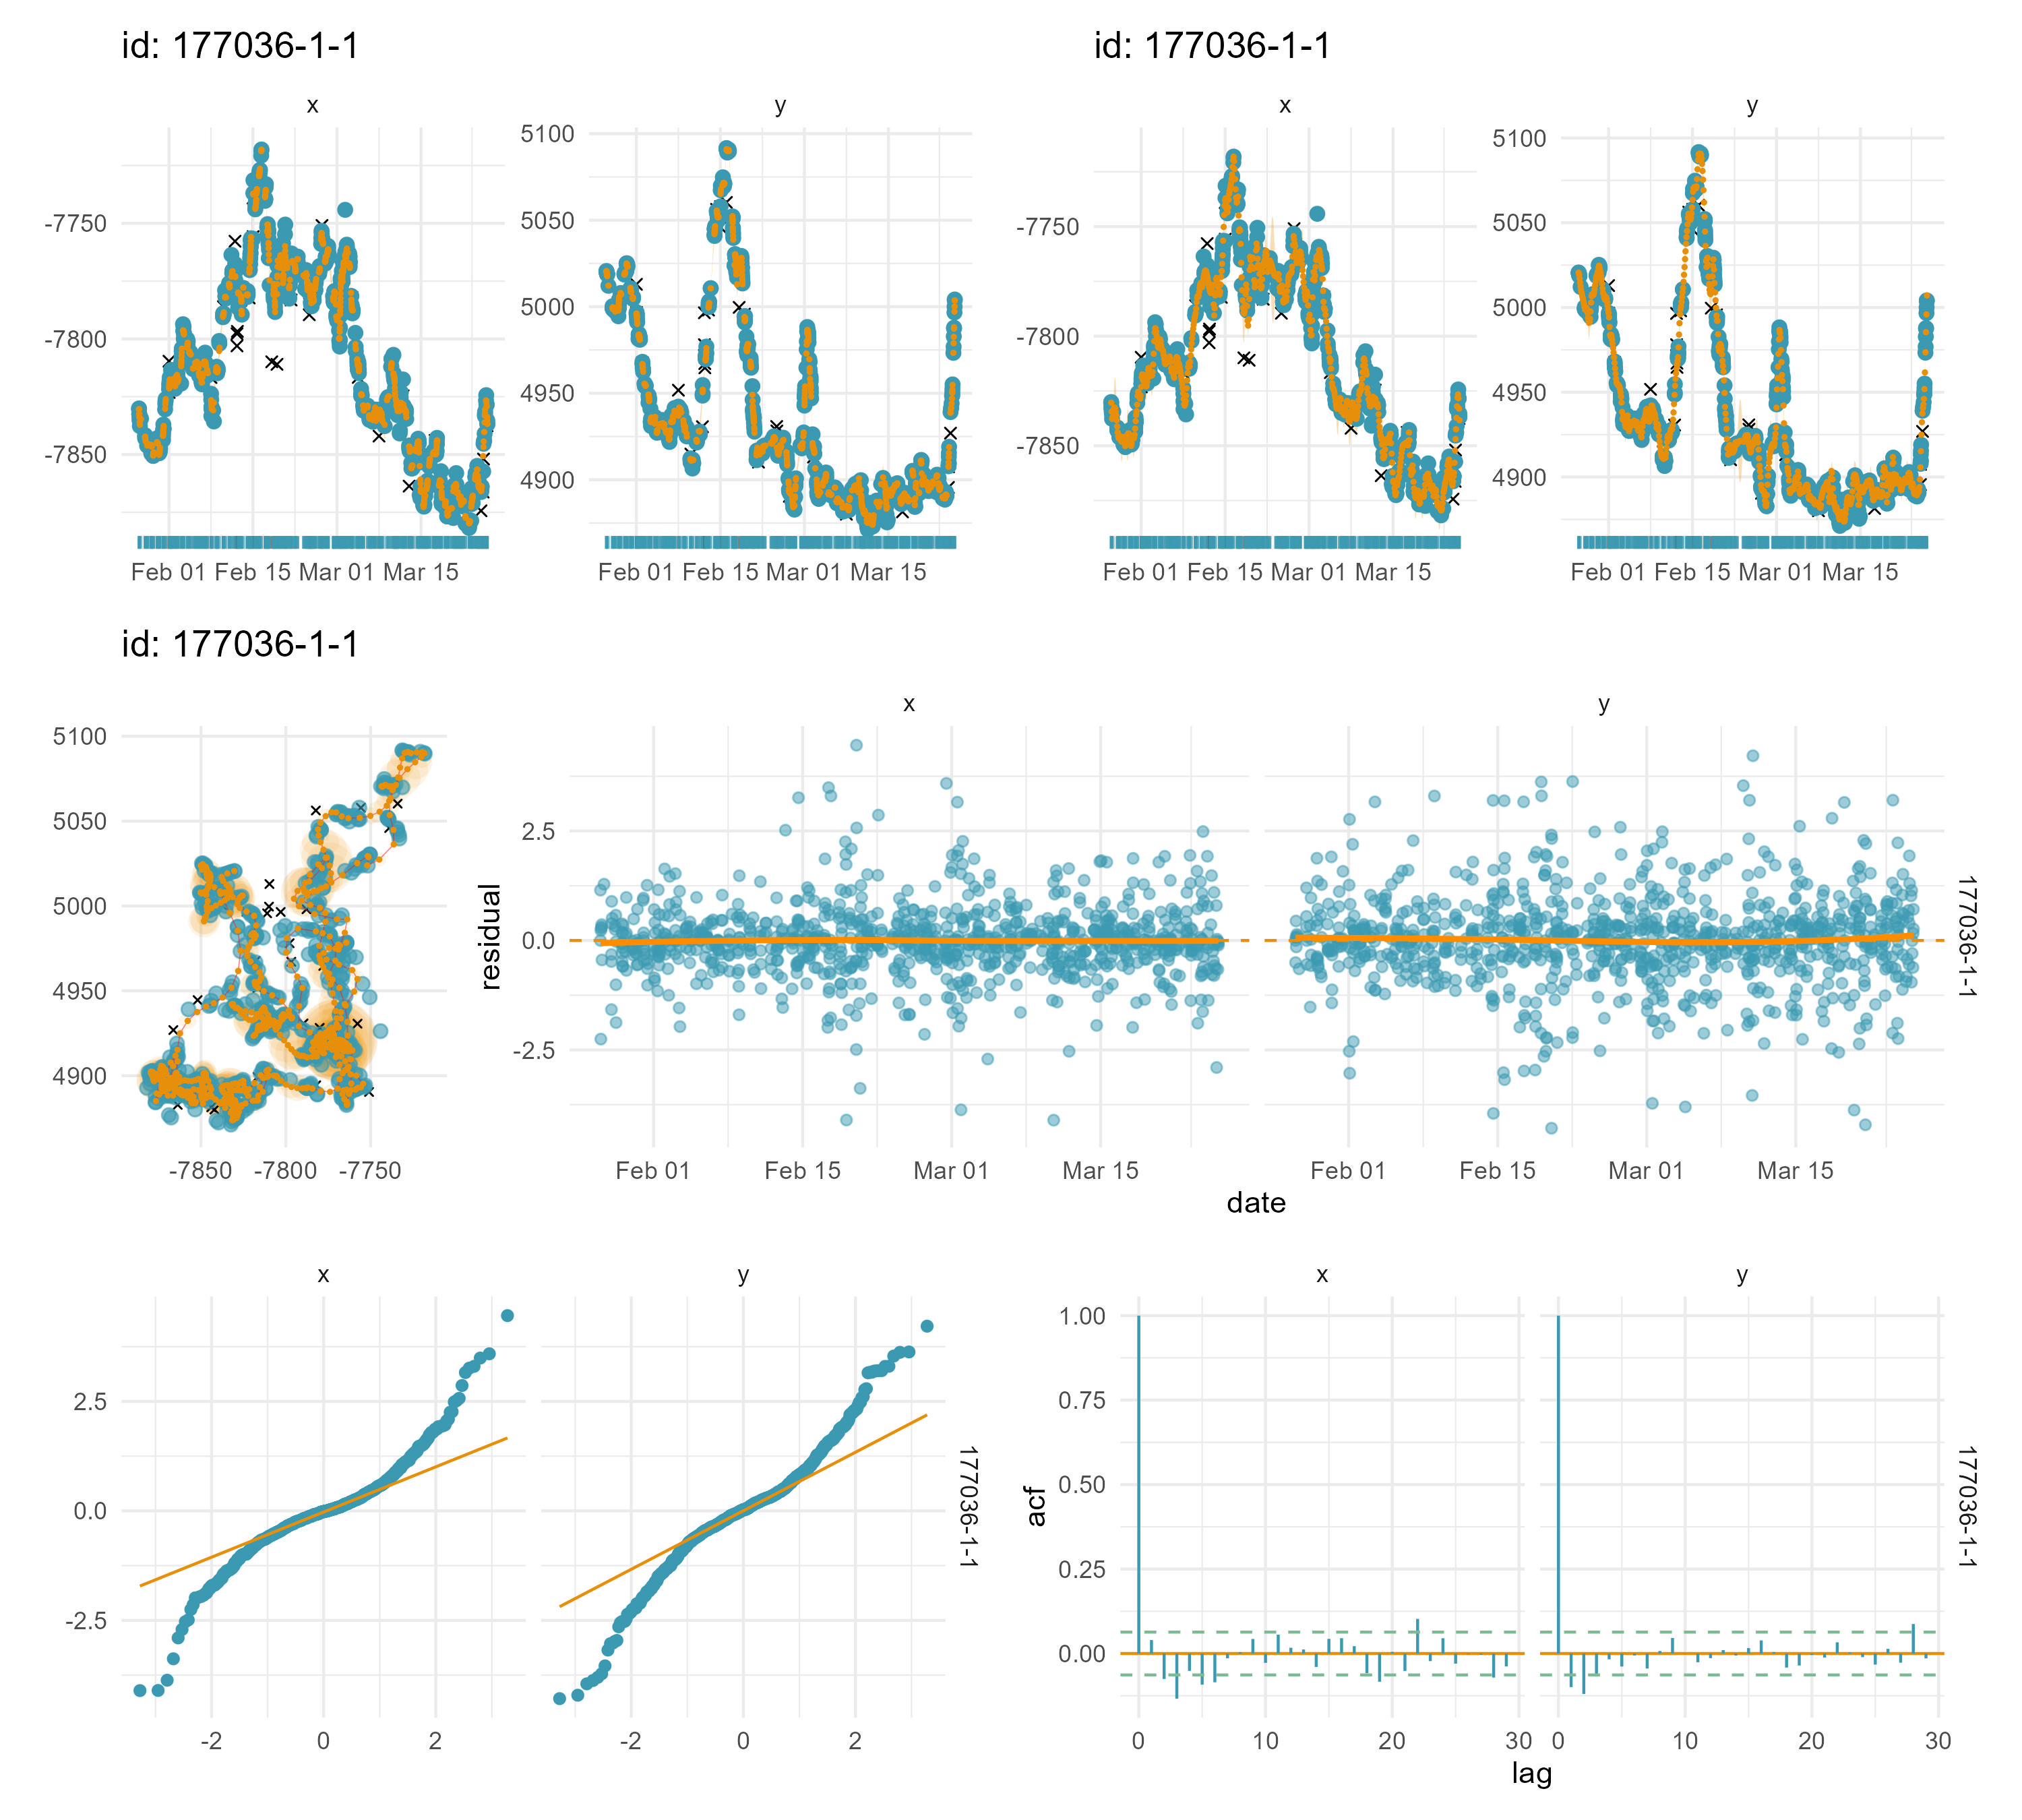 id: 177036-1-1
id: 177036-1-1
x
y
x
y
-7750
-7800
-7850
5100
5050
5000
4950
4900
-7750
-7800
-7850
5100
5050
5000
4950
4900
Feb 01 Feb 15 Mar 01 Mar 15
Feb 01 Feb 15 Mar 01 Mar 15
Feb 01 Feb 15 Mar 01 Mar 15
Feb 01 Feb 15 Mar 01 Mar 15
id: 177036-1-1
5100
5050
5000
4950
4900
-7850 -7800 -7750
x
y
residual
2.5
0.0
-2.5
177036-1-1
Feb 01 Feb 15 Mar 01 Mar 15
Feb 01 Feb 15 Mar 01 Mar 15
date
x
y
2.5
0.0
-2.5
177036-1-1
-2 0 2
-2 0 2
x
y
acf
1.00
0.75
0.50
0.25
0.00
177036-1-1
0 10 20 30
0 10 20 30
lag